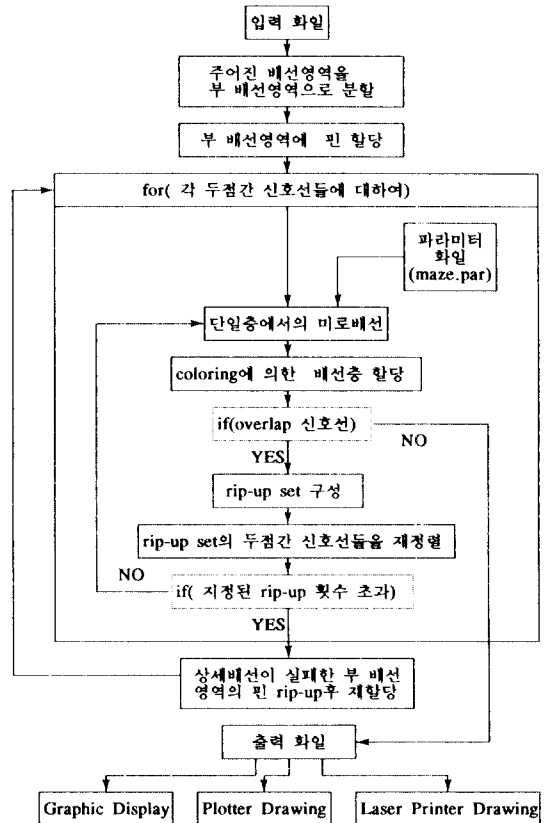 입력 화일
주어진 배선영역을
부 배선영역으로 분할
부 배선영역에 핀 할당
for( 각 두점간 신호선들에 대하여)
파라미터
화일
(maze.par)
단일층에서의 미로배선
coloring에 의한 배선층 할당
if(overlap 신호선)
NO
YES
rip-up set 구성
rip-up set의 두점간 신호선들을 재정렬
NO
if( 지정된 rip-up 횟수 초과)
YES
상세배선이 실패한 부 배선
영역의 핀 rip-up후 재할당
출력 화일
Graphic Display
Plotter Drawing
Laser Printer Drawing